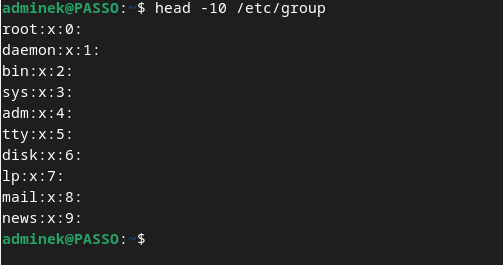 adminek@PASSO:~$ head -10 /etc/group
root:x:0:
daemon:x:1:
bin:x:2:
sys:x:3:
adm:x:4:
tty:x:5:
disk:x:6:
lp:x:7:
mail:x:8:
news:x:9:
adminek@PASSO:~$